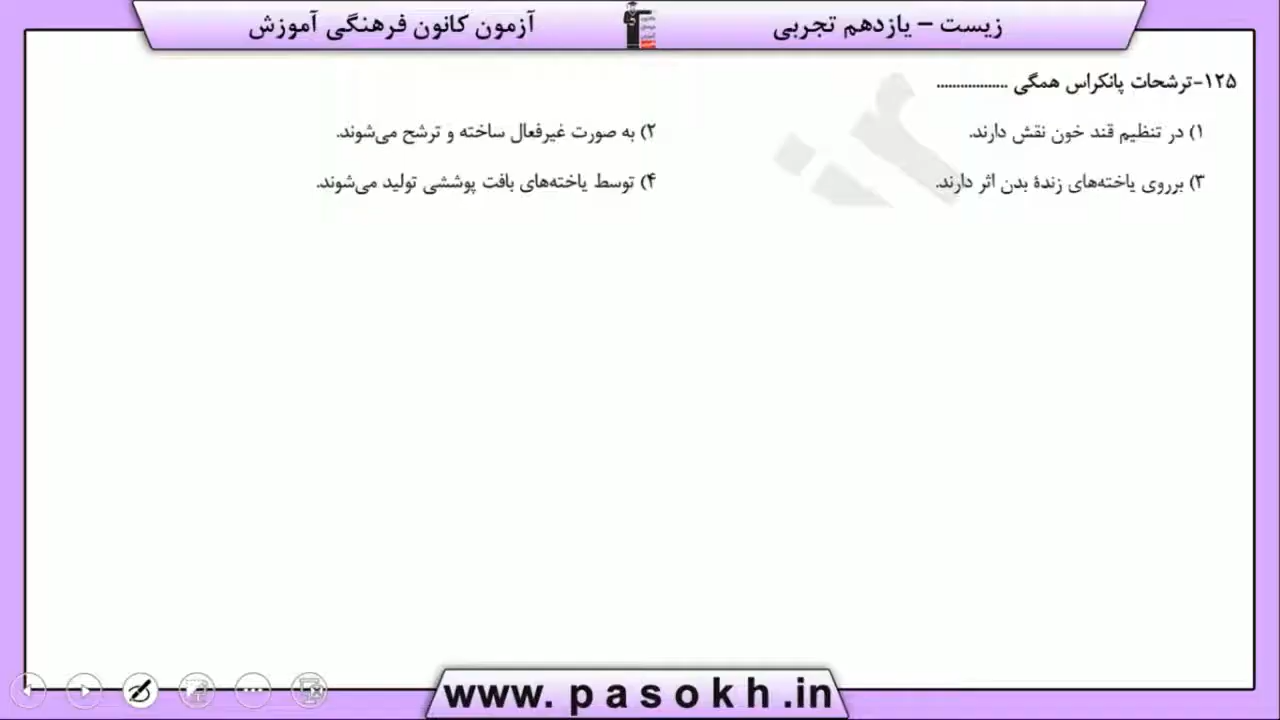 زیست – یازدهم تجربی
آزمون کانون فرهنگی آموزش
۱۲۵-ترشحات پانکراس همگی ..................
۱) در تنظیم قند خون نقش دارند.
۲) به صورت غیرفعال ساخته و ترشح می‌شوند.
۳) برروی یاخته‌های زندهٔ بدن اثر دارند.
۴) توسط یاخته‌های بافت پوششی تولید می‌شوند.
www. p a s o k h .in